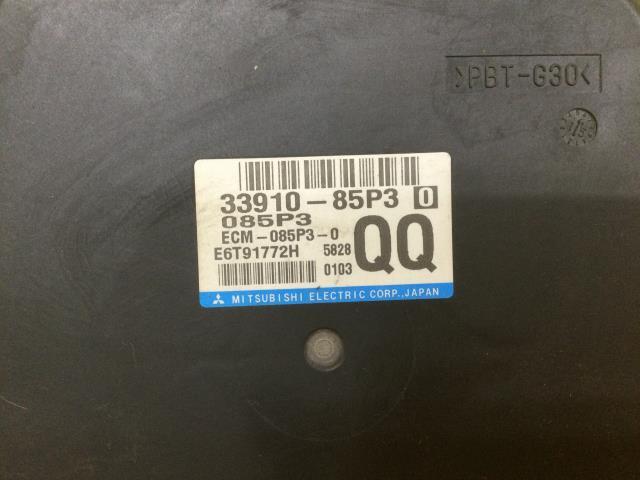 >PBT-G30<
33910-85P3 0
085P3
ECM-085P3-0
E6T91772H 5828
0103
QQ
MITSUBISHI ELECTRIC CORP.,JAPAN